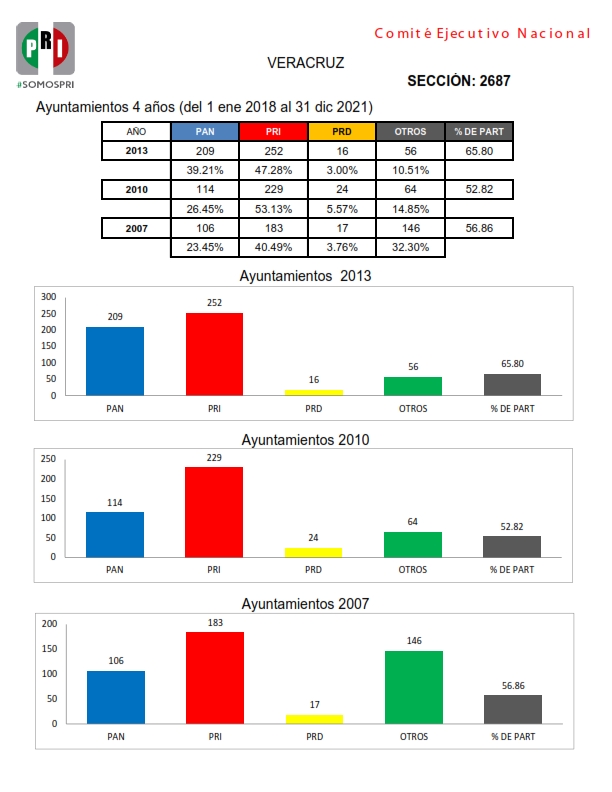 Comité Ejecutivo Nacional
PRI
#SOMOSPRI
VERACRUZ
SECCIÓN: 2687
Ayuntamientos 4 años (del 1 ene 2018 al 31 dic 2021)
AÑO PAN PRI PRD OTROS % DE PART
2013 209 252 16 56 65.80
39.21% 47.28% 3.00% 10.51%
2010 114 229 24 64 52.82
26.45% 53.13% 5.57% 14.85%
2007 106 183 17 146 56.86
23.45% 40.49% 3.76% 32.30%
Ayuntamientos 2013
300
250
200
150
100
50
0
209
252
16
56
65.80
PAN PRI PRD OTROS % DE PART
Ayuntamientos 2010
250
200
150
100
50
0
114
229
24
64
52.82
PAN PRI PRD OTROS % DE PART
Ayuntamientos 2007
200
150
100
50
0
106
183
17
146
56.86
PAN PRI PRD OTROS % DE PART